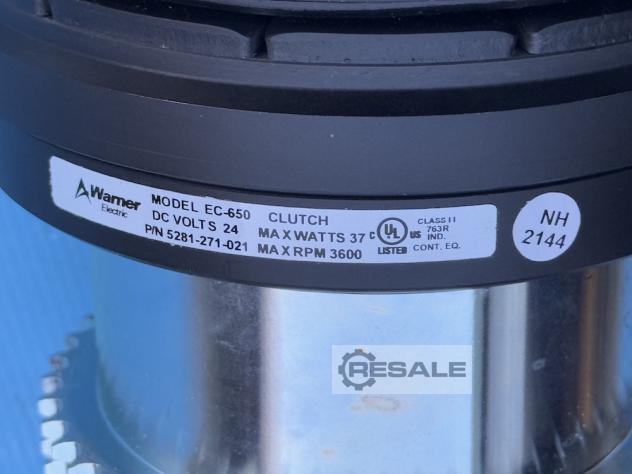 Warner
Electric
MODEL EC-650
DC VOLTS 24
P/N 5281-271-021
CLUTCH
MAX WATTS 37
MAX RPM 3600
C UL US
LISTED
CLASS II
763R
IND.
CONT. EQ.
NH
2144
RESALE